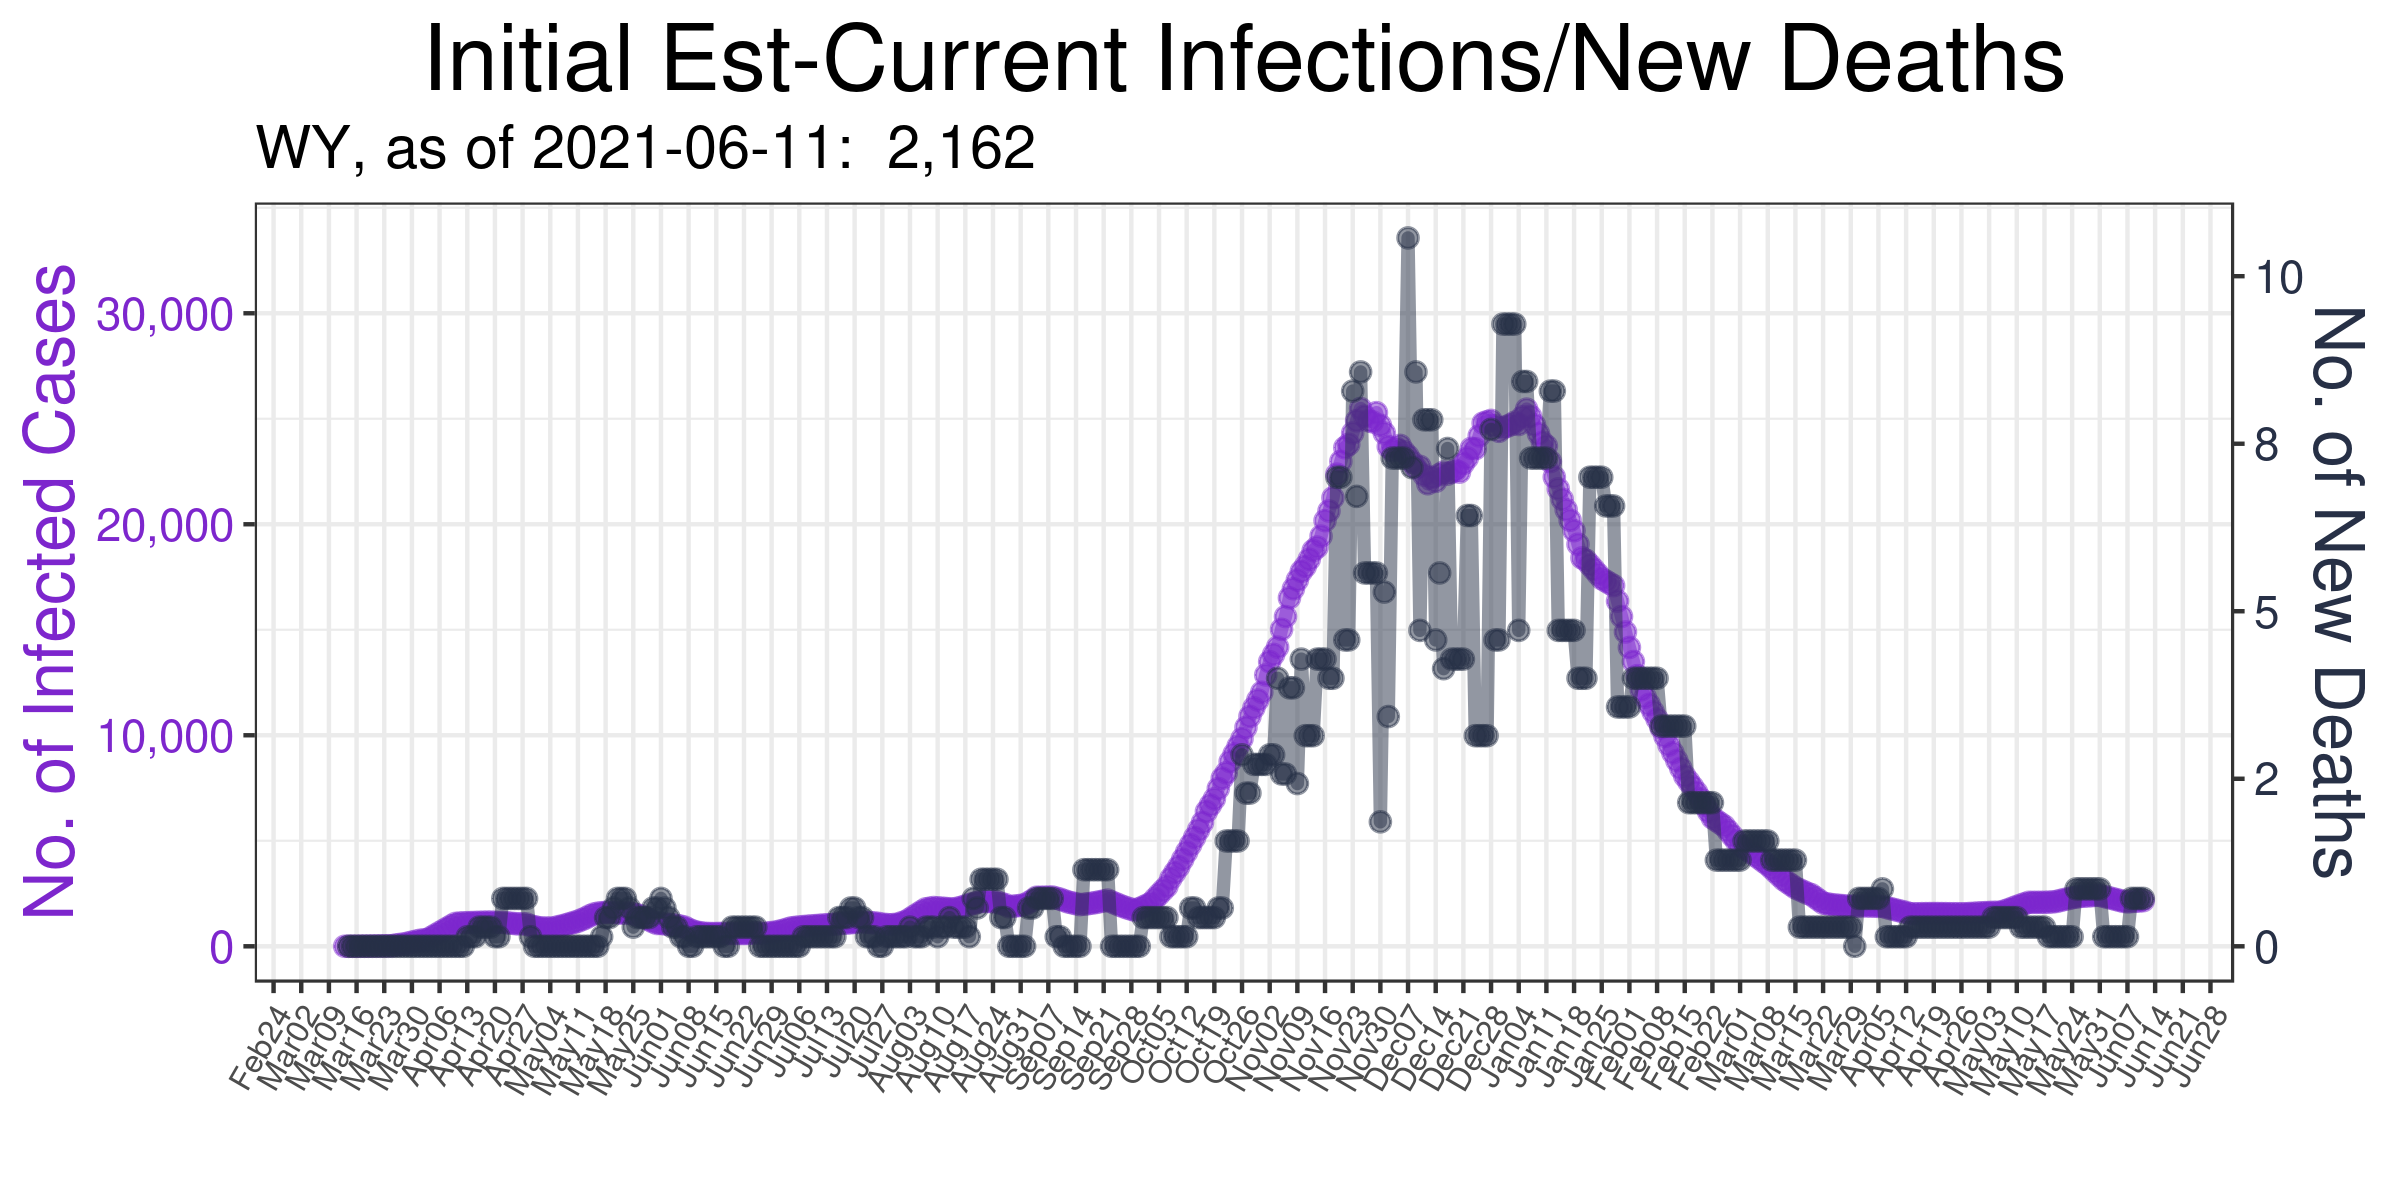 Initial Est-Current Infections/New Deaths
WY, as of 2021-06-11: 2,162
No. of Infected Cases
30,000
20,000
10,000
0
10
8
5
2
0
No. of New Deaths
Feb24
Mar02
Mar09
Mar16
Mar23
Mar30
Apr06
Apr13
Apr20
Apr27
May04
May11
May18
May25
Jun01
Jun08
Jun15
Jun22
Jun29
Jul06
Jul13
Jul20
Jul27
Aug03
Aug10
Aug17
Aug24
Aug31
Sep07
Sep14
Sep21
Sep28
Oct05
Oct12
Oct19
Oct26
Nov02
Nov09
Nov16
Nov23
Nov30
Dec07
Dec14
Dec21
Dec28
Jan04
Jan11
Jan18
Jan25
Feb01
Feb08
Feb15
Feb22
Mar01
Mar08
Mar15
Mar22
Mar29
Apr05
Apr12
Apr19
Apr26
May03
May10
May17
May24
May31
Jun07
Jun14
Jun21
Jun28